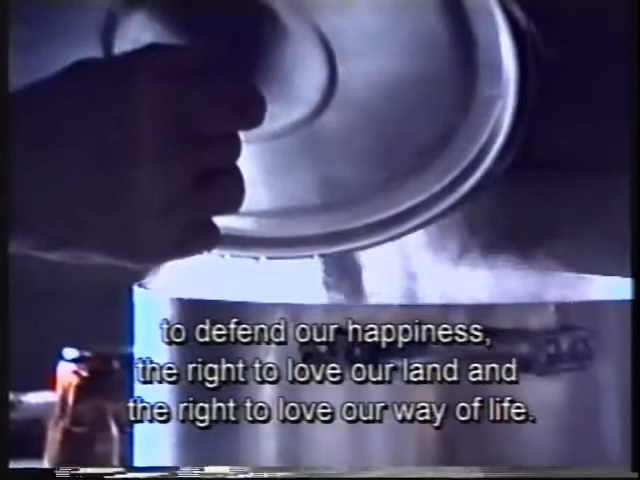 to defend our happiness,
the right to love our land and
the right to love our way of life.